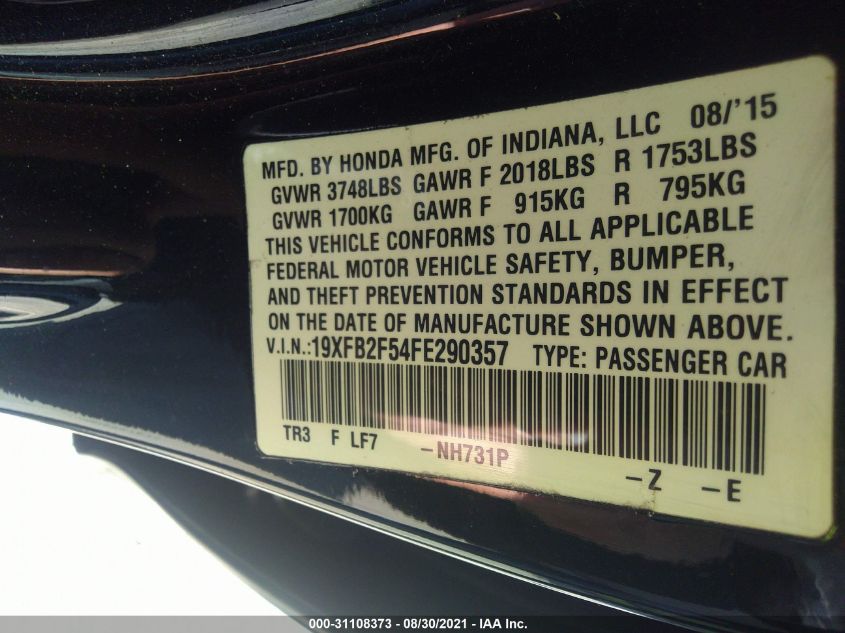 MFD. BY HONDA MFG. OF INDIANA, LLC 08/'15
GVWR 3748LBS GAWR F 2018LBS R 1753LBS
GVWR 1700KG GAWR F 915KG R 795KG
THIS VEHICLE CONFORMS TO ALL APPLICABLE
FEDERAL MOTOR VEHICLE SAFETY, BUMPER,
AND THEFT PREVENTION STANDARDS IN EFFECT
ON THE DATE OF MANUFACTURE SHOWN ABOVE.
V.I.N.:19XFB2F54FE290357 TYPE: PASSENGER CAR
TR3 F LF7 –NH731P –Z –E
000-31108373 - 08/30/2021 - IAA Inc.